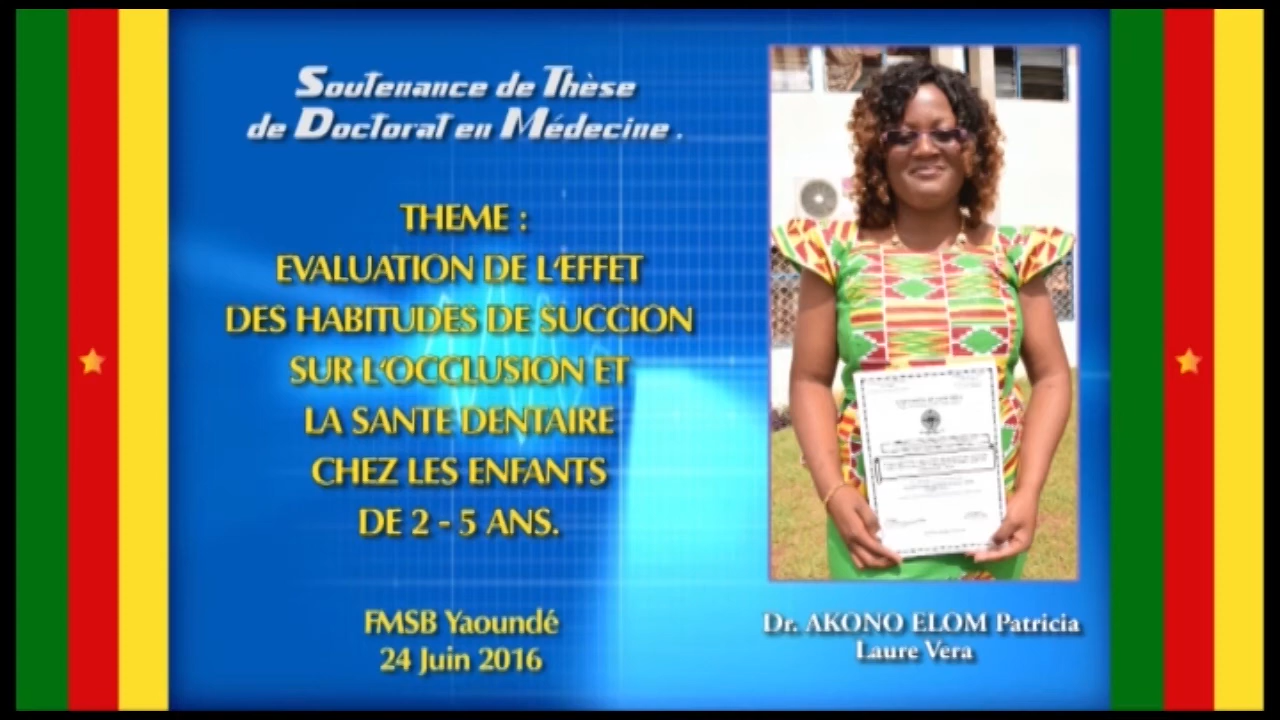 Soutenance de Thèse
de Doctorat en Médecine .
THEME :
EVALUATION DE L'EFFET
DES HABITUDES DE SUCCION
SUR L'OCCLUSION ET
LA SANTE DENTAIRE
CHEZ LES ENFANTS
DE 2 - 5 ANS.
FMSB Yaoundé
24 Juin 2016
Dr. AKONO ELOM Patricia
Laure Vera